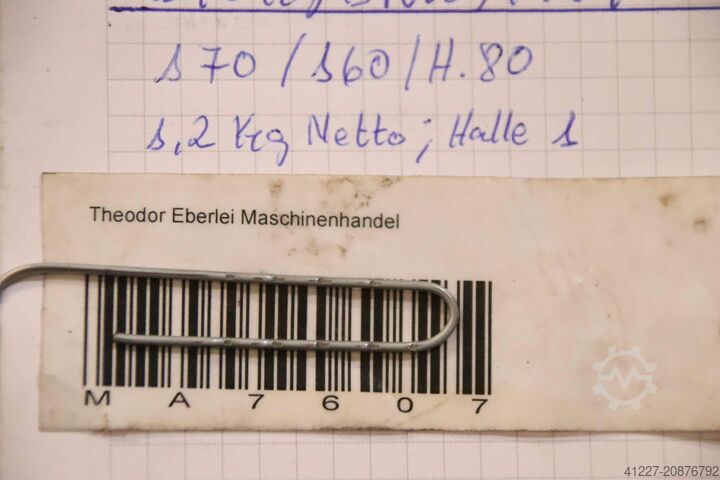 170 / 160 / H. 80
1,2 Kg Netto; Halle 1
Theodor Eberlei Maschinenhandel
MA7607
41227-20876792